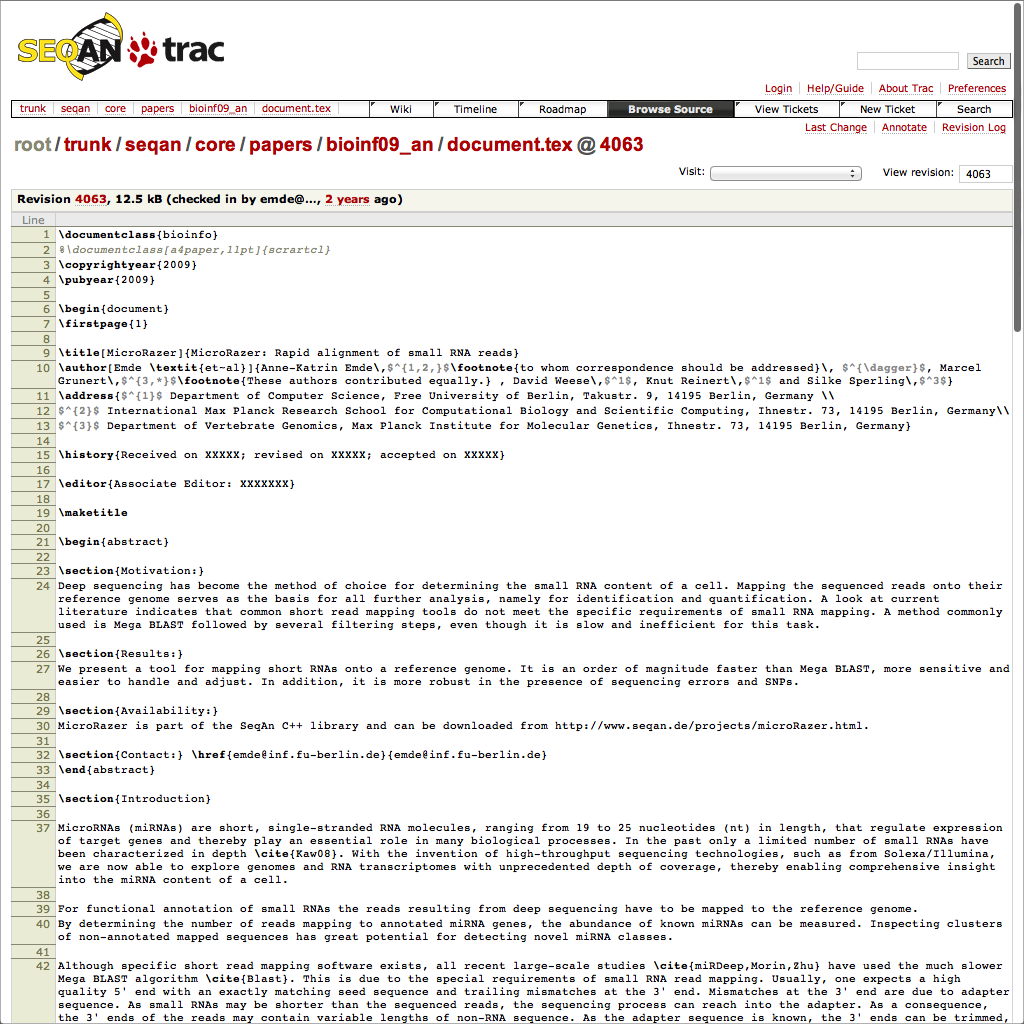 SEQAN trac
Search
Login Help/Guide About Trac Preferences
trunk seqan core papers bioinf09_an document.tex Wiki Timeline Roadmap Browse Source View Tickets New Ticket Search
Last Change Annotate Revision Log
root/trunk/seqan/core/papers/bioinf09_an/document.tex @ 4063
Visit: View revision: 4063
Revision 4063, 12.5 kB (checked in by emde@..., 2 years ago)
Line
1 \documentclass{bioinfo}
2 %\documentclass[a4paper,11pt]{scrartcl}
3 \copyrightyear{2009}
4 \pubyear{2009}
5
6 \begin{document}
7 \firstpage{1}
8
9 \title[MicroRazer]{MicroRazer: Rapid alignment of small RNA reads}
10 \author[Emde \textit{et~al}]{Anne-Katrin Emde\,$^{1,2,}$\footnote{to whom correspondence should be addressed}\, $^{\dagger}$, Marcel
Grunert\,$^{3,*}$\footnote{These authors contributed equally.} , David Weese\,$^1$, Knut Reinert\,$^1$ and Silke Sperling\,$^3$}
11 \address{$^{1}$ Department of Computer Science, Free University of Berlin, Takustr. 9, 14195 Berlin, Germany \\
12 $^{2}$ International Max Planck Research School for Computational Biology and Scientific Computing, Ihnestr. 73, 14195 Berlin, Germany\\
13 $^{3}$ Department of Vertebrate Genomics, Max Planck Institute for Molecular Genetics, Ihnestr. 73, 14195 Berlin, Germany}
14
15 \history{Received on XXXXX; revised on XXXXX; accepted on XXXXX}
16
17 \editor{Associate Editor: XXXXXXX}
18
19 \maketitle
20
21 \begin{abstract}
22
23 \section{Motivation:}
24 Deep sequencing has become the method of choice for determining the small RNA content of a cell. Mapping the sequenced reads onto their
reference genome serves as the basis for all further analysis, namely for identification and quantification. A look at current
literature indicates that common short read mapping tools do not meet the specific requirements of small RNA mapping. A method commonly
used is Mega BLAST followed by several filtering steps, even though it is slow and inefficient for this task.
25
26 \section{Results:}
27 We present a tool for mapping short RNAs onto a reference genome. It is an order of magnitude faster than Mega BLAST, more sensitive and
easier to handle and adjust. In addition, it is more robust in the presence of sequencing errors and SNPs.
28
29 \section{Availability:}
30 MicroRazer is part of the SeqAn C++ library and can be downloaded from http://www.seqan.de/projects/microRazer.html.
31
32 \section{Contact:} \href{emde@inf.fu-berlin.de}{emde@inf.fu-berlin.de}
33 \end{abstract}
34
35 \section{Introduction}
36
37 MicroRNAs (miRNAs) are short, single-stranded RNA molecules, ranging from 19 to 25 nucleotides (nt) in length, that regulate expression
of target genes and thereby play an essential role in many biological processes. In the past only a limited number of small RNAs have
been characterized in depth \cite{Kaw08}. With the invention of high-throughput sequencing technologies, such as from Solexa/Illumina,
we are now able to explore genomes and RNA transcriptomes with unprecedented depth of coverage, thereby enabling comprehensive insight
into the miRNA content of a cell.
38
39 For functional annotation of small RNAs the reads resulting from deep sequencing have to be mapped to the reference genome.
40 By determining the number of reads mapping to annotated miRNA genes, the abundance of known miRNAs can be measured. Inspecting clusters
of non-annotated mapped sequences has great potential for detecting novel miRNA classes.
41
42 Although specific short read mapping software exists, all recent large-scale studies \cite{miRDeep,Morin,Zhu} have used the much slower
Mega BLAST algorithm \cite{Blast}. This is due to the special requirements of small RNA read mapping. Usually, one expects a high
quality 5' end with an exactly matching seed sequence and trailing mismatches at the 3' end. Mismatches at the 3' end are due to adapter
sequence. As small RNAs may be shorter than the sequenced reads, the sequencing process can reach into the adapter. As a consequence,
the 3' ends of the reads may contain variable lengths of non-RNA sequence. As the adapter sequence is known, the 3' ends can be trimmed,